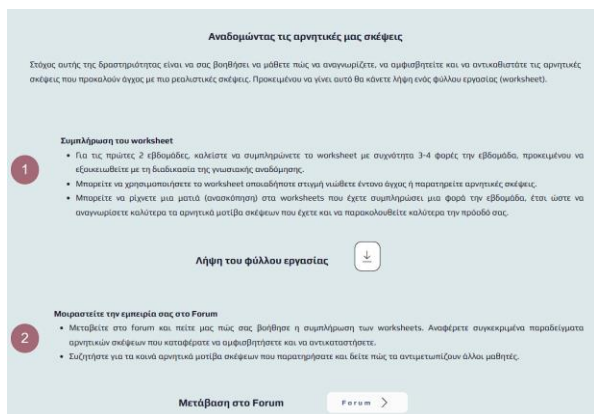 Αναδομώντας τις αρνητικές μας σκέψεις
Στόχος αυτής της δραστηριότητας είναι να σας βοηθήσει να μάθετε πώς να αναγνωρίζετε, να αμφισβητείτε και να αντικαθιστάτε τις αρνητικές
σκέψεις που προκαλούν άγχος με πιο ρεαλιστικές σκέψεις. Προκειμένου να γίνει αυτό θα κάνετε λήψη ενός φύλλου εργασίας (worksheet).
Συμπλήρωση του worksheet
1
• Για τις πρώτες 2 εβδομάδες, καλείστε να συμπληρώνετε το worksheet με συχνότητα 3-4 φορές την εβδομάδα, προκειμένου να
εξοικειωθείτε με τη διαδικασία της γνωσιακής αναδόμησης.
• Μπορείτε να χρησιμοποιήσετε το worksheet οποιαδήποτε στιγμή νιώθετε έντονο άγχος ή παρατηρείτε αρνητικές σκέψεις.
• Μπορείτε να ρίχνετε μια ματιά (ανασκόπηση) στα worksheets που έχετε συμπληρώσει μια φορά την εβδομάδα, έτσι ώστε να
αναγνωρίσετε καλύτερα τα αρνητικά μοτίβα σκέψεων που έχετε και να παρακολουθείτε καλύτερα την πρόοδό σας.
Λήψη του φύλλου εργασίας
Μοιραστείτε την εμπειρία σας στο Forum
2
• Μεταβείτε στο forum και πείτε μας πώς σας βοήθησε η συμπλήρωση των worksheets. Αναφέρετε συγκεκριμένα παραδείγματα
αρνητικών σκέψεων που καταφέρατε να αμφισβητήσετε και να αντικαταστήσετε.
• Συζητήστε για τα κοινά αρνητικά μοτίβα σκέψεων που παρατηρήσατε και δείτε πώς τα αντιμετωπίζουν άλλοι μαθητές.
Μετάβαση στο Forum
Forum